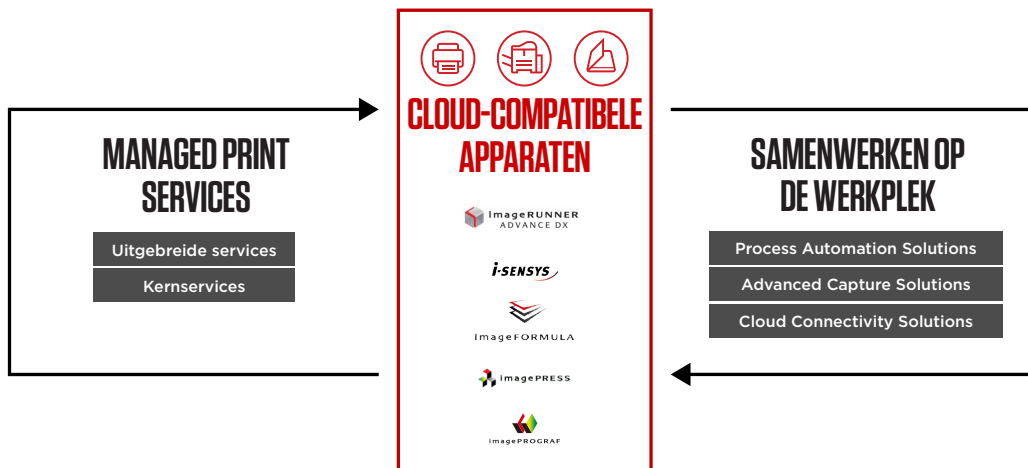 MANAGED PRINT
SERVICES
Uitgebreide services
Kernservices
CLOUD-COMPATIBELE
APPARATEN
imageRUNNER
ADVANCE DX
i-SENSYS
imageFORMULA
imagePRESS
imagePROGRAF
SAMENWERKEN OP
DE WERKPLEK
Process Automation Solutions
Advanced Capture Solutions
Cloud Connectivity Solutions